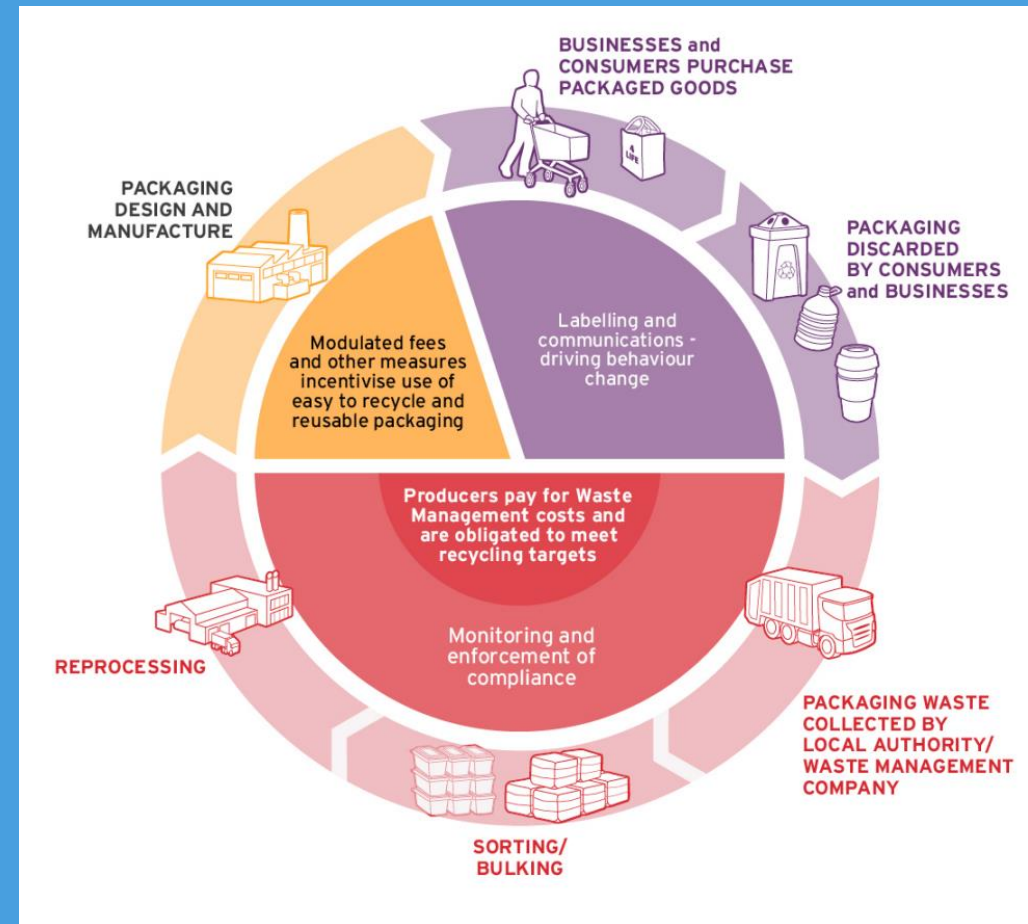 BUSINESSES and
CONSUMERS PURCHASE
PACKAGED GOODS
A
LIFE
PACKAGING
DESIGN AND
MANUFACTURE
PACKAGING
DISCARDED
BY CONSUMERS
and BUSINESSES
Modulated fees
and other measures
incentivise use of
easy to recycle and
reusable packaging
Labelling and
communications -
driving behaviour
change
Producers pay for Waste
Management costs and
are obligated to meet
recycling targets
Monitoring and
enforcement of
compliance
REPROCESSING
PACKAGING WASTE
COLLECTED BY
LOCAL AUTHORITY/
WASTE MANAGEMENT
COMPANY
SORTING/
BULKING